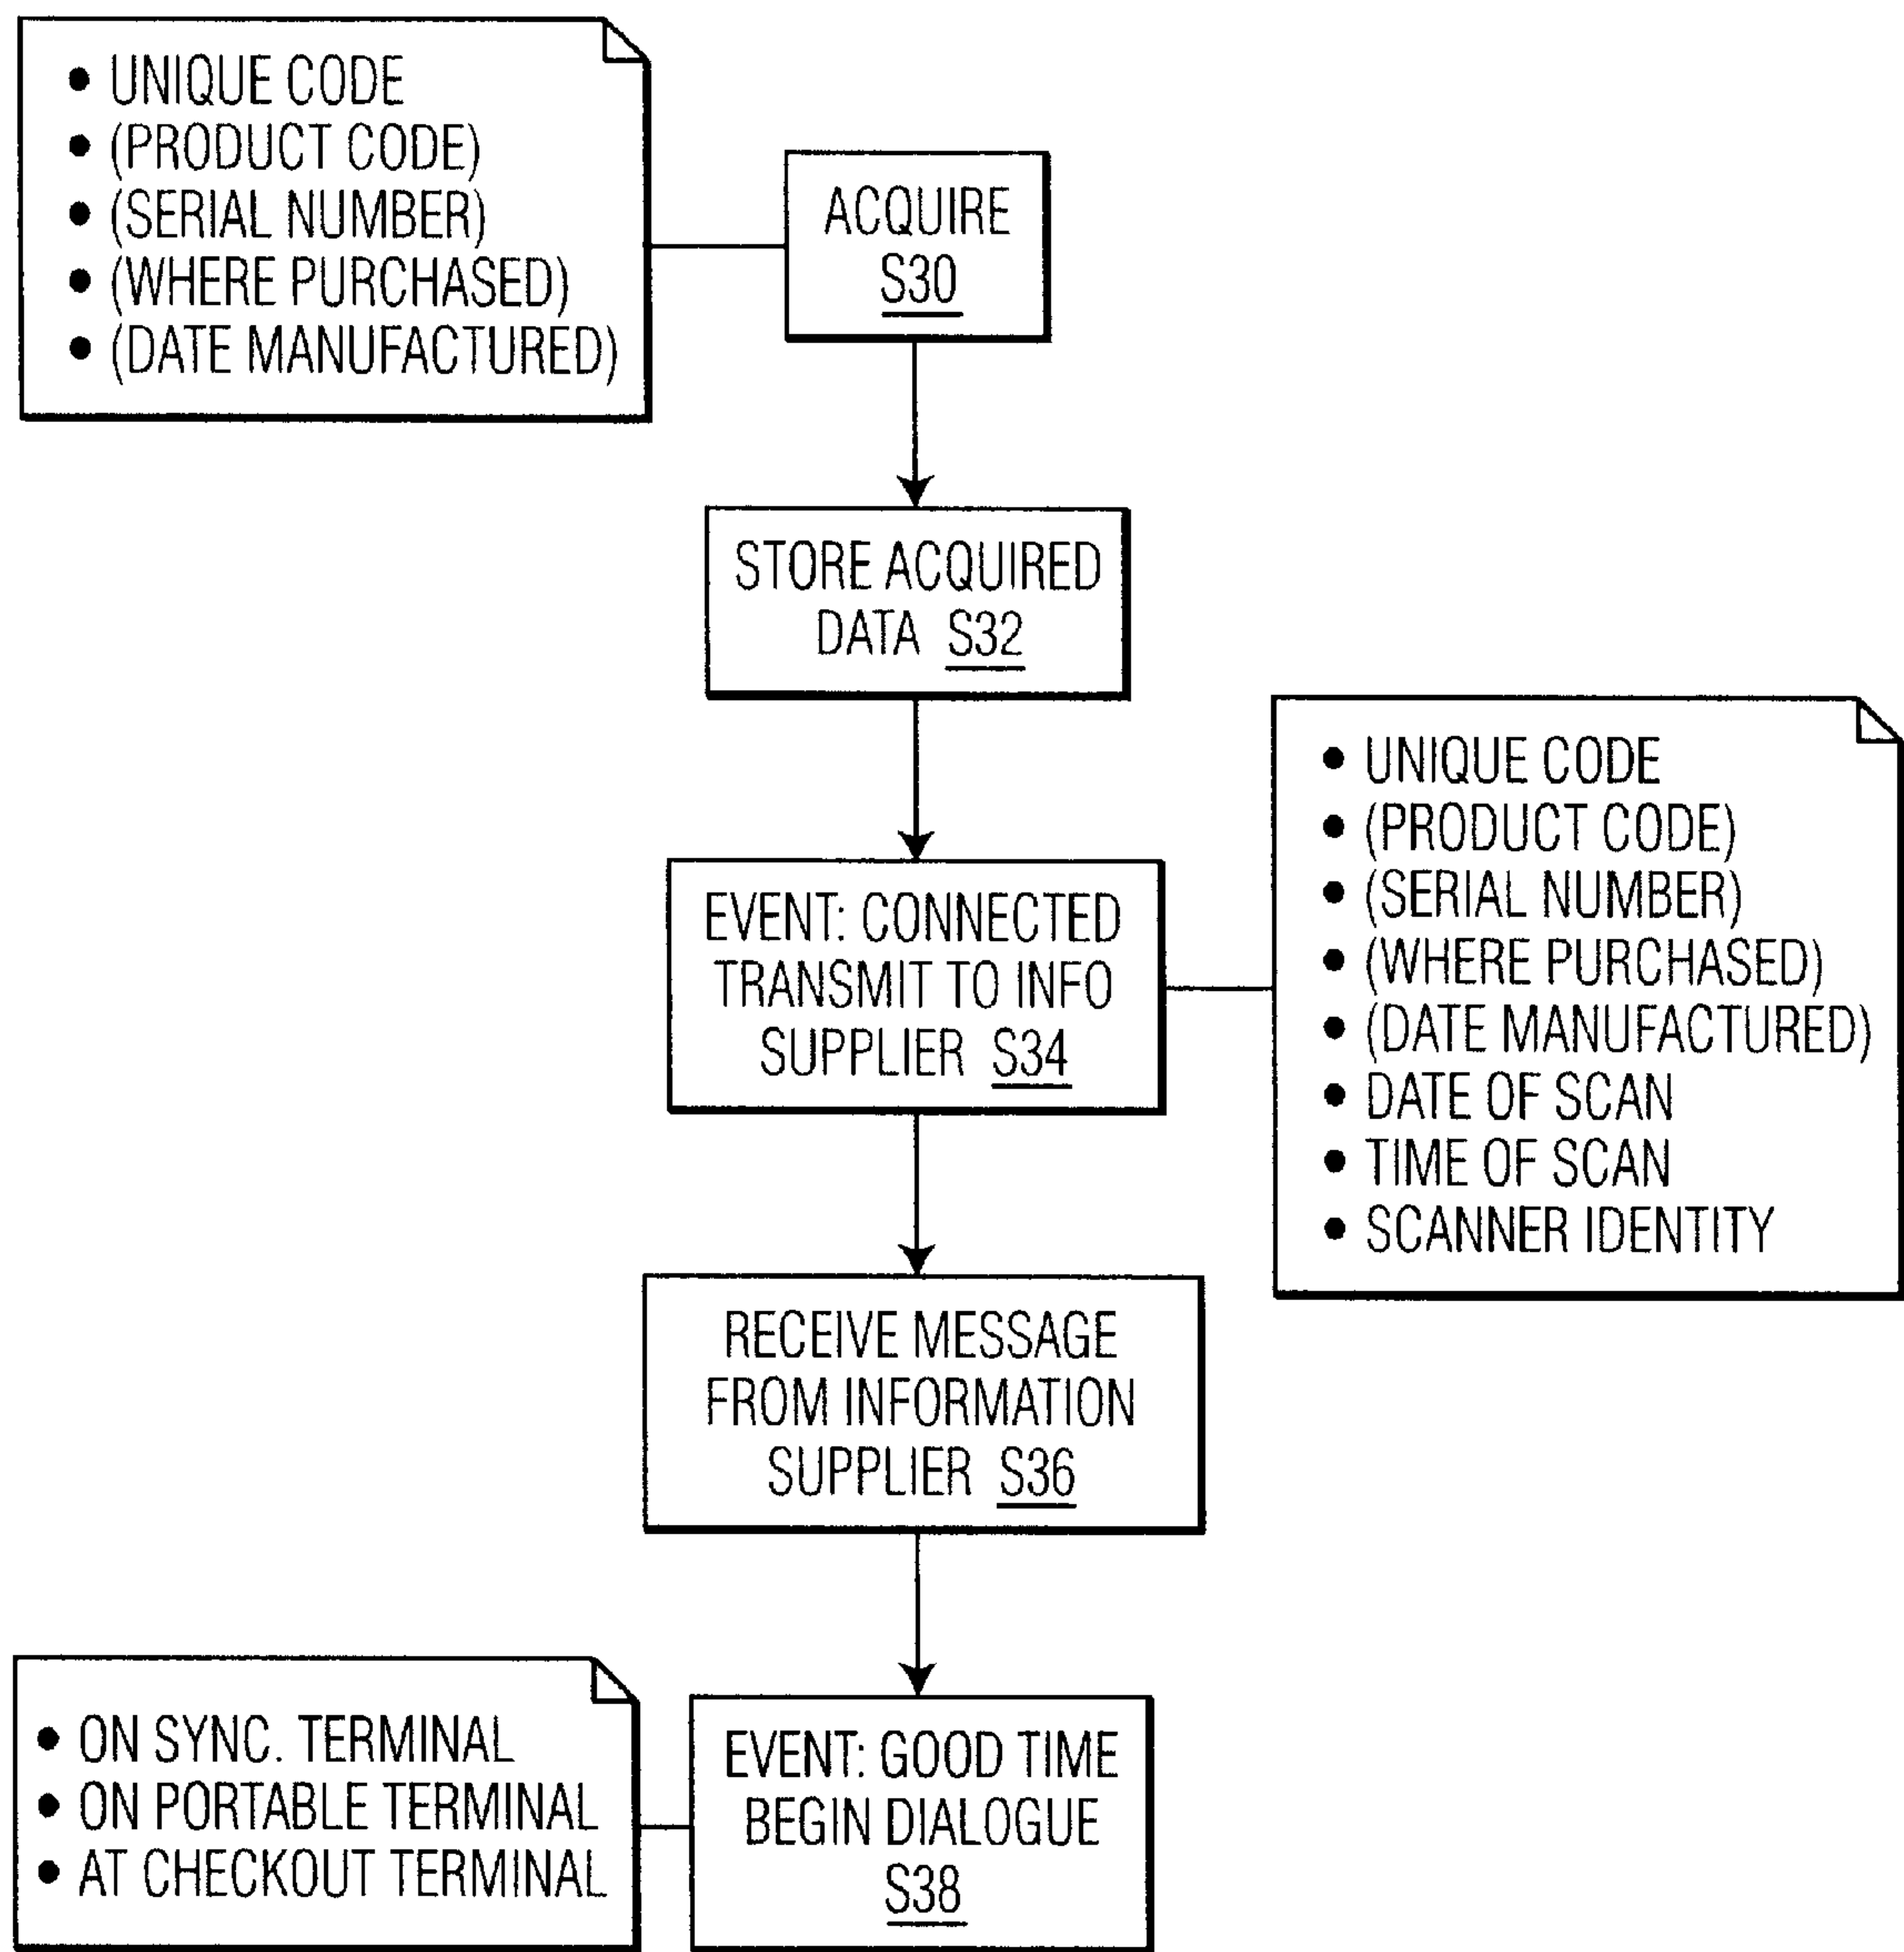 • UNIQUE CODE
• (PRODUCT CODE)
• (SERIAL NUMBER)
• (WHERE PURCHASED)
• (DATE MANUFACTURED)
ACQUIRE
S30
STORE ACQUIRED
DATA S32
EVENT: CONNECTED
TRANSMIT TO INFO
SUPPLIER S34
• UNIQUE CODE
• (PRODUCT CODE)
• (SERIAL NUMBER)
• (WHERE PURCHASED)
• (DATE MANUFACTURED)
• DATE OF SCAN
• TIME OF SCAN
• SCANNER IDENTITY
RECEIVE MESSAGE
FROM INFORMATION
SUPPLIER S36
• ON SYNC. TERMINAL
• ON PORTABLE TERMINAL
• AT CHECKOUT TERMINAL
EVENT: GOOD TIME
BEGIN DIALOGUE
S38